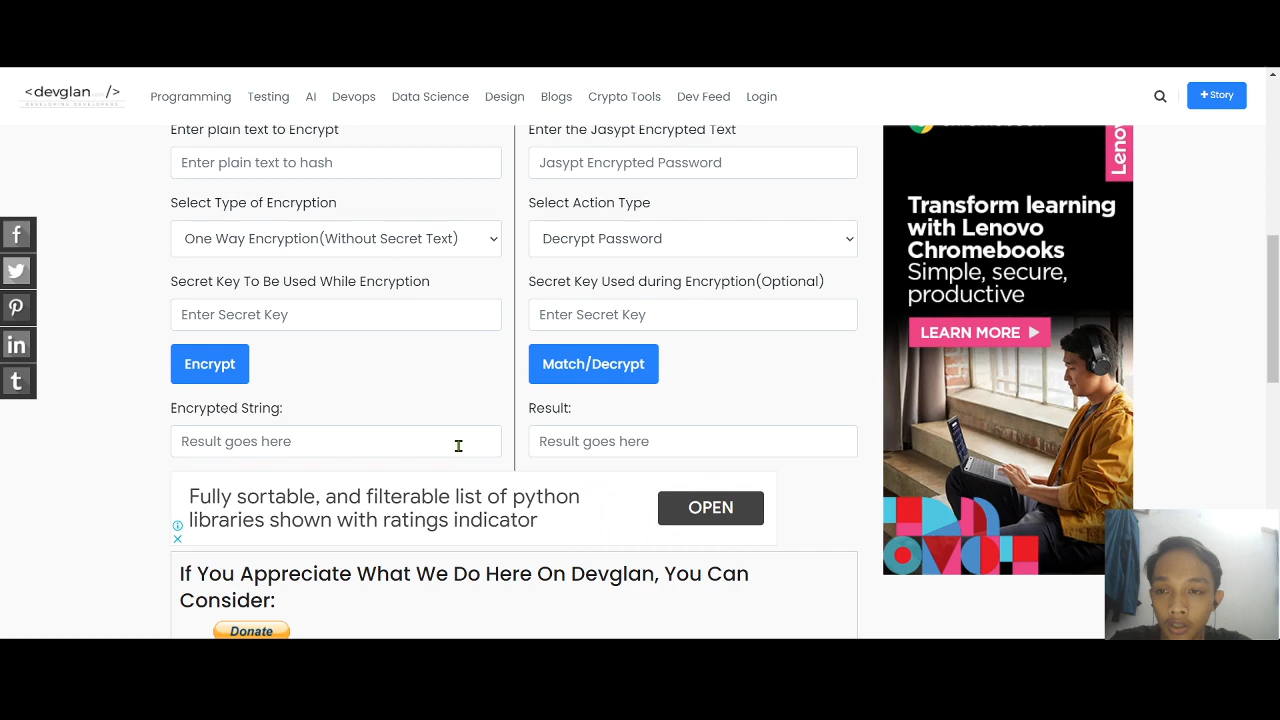 <devglan />
Programming
Testing
AI
Devops
Data Science
Design
Blogs
Crypto Tools
Dev Feed
Login
+Story
Enter plain text to Encrypt
Enter plain text to hash
Select Type of Encryption
One Way Encryption(Without Secret Text)
Secret Key To Be Used While Encryption
Enter Secret Key
Encrypt
Encrypted String:
Result goes here
Enter the Jasypt Encrypted Text
Jasypt Encrypted Password
Select Action Type
Decrypt Password
Secret Key Used during Encryption(Optional)
Enter Secret Key
Match/Decrypt
Result:
Result goes here
Fully sortable, and filterable list of python
libraries shown with ratings indicator
OPEN
If You Appreciate What We Do Here On Devglan, You Can
Consider:
Donate
Transform learning
with Lenovo
Chromebooks
Simple, secure,
productive
LEARN MORE